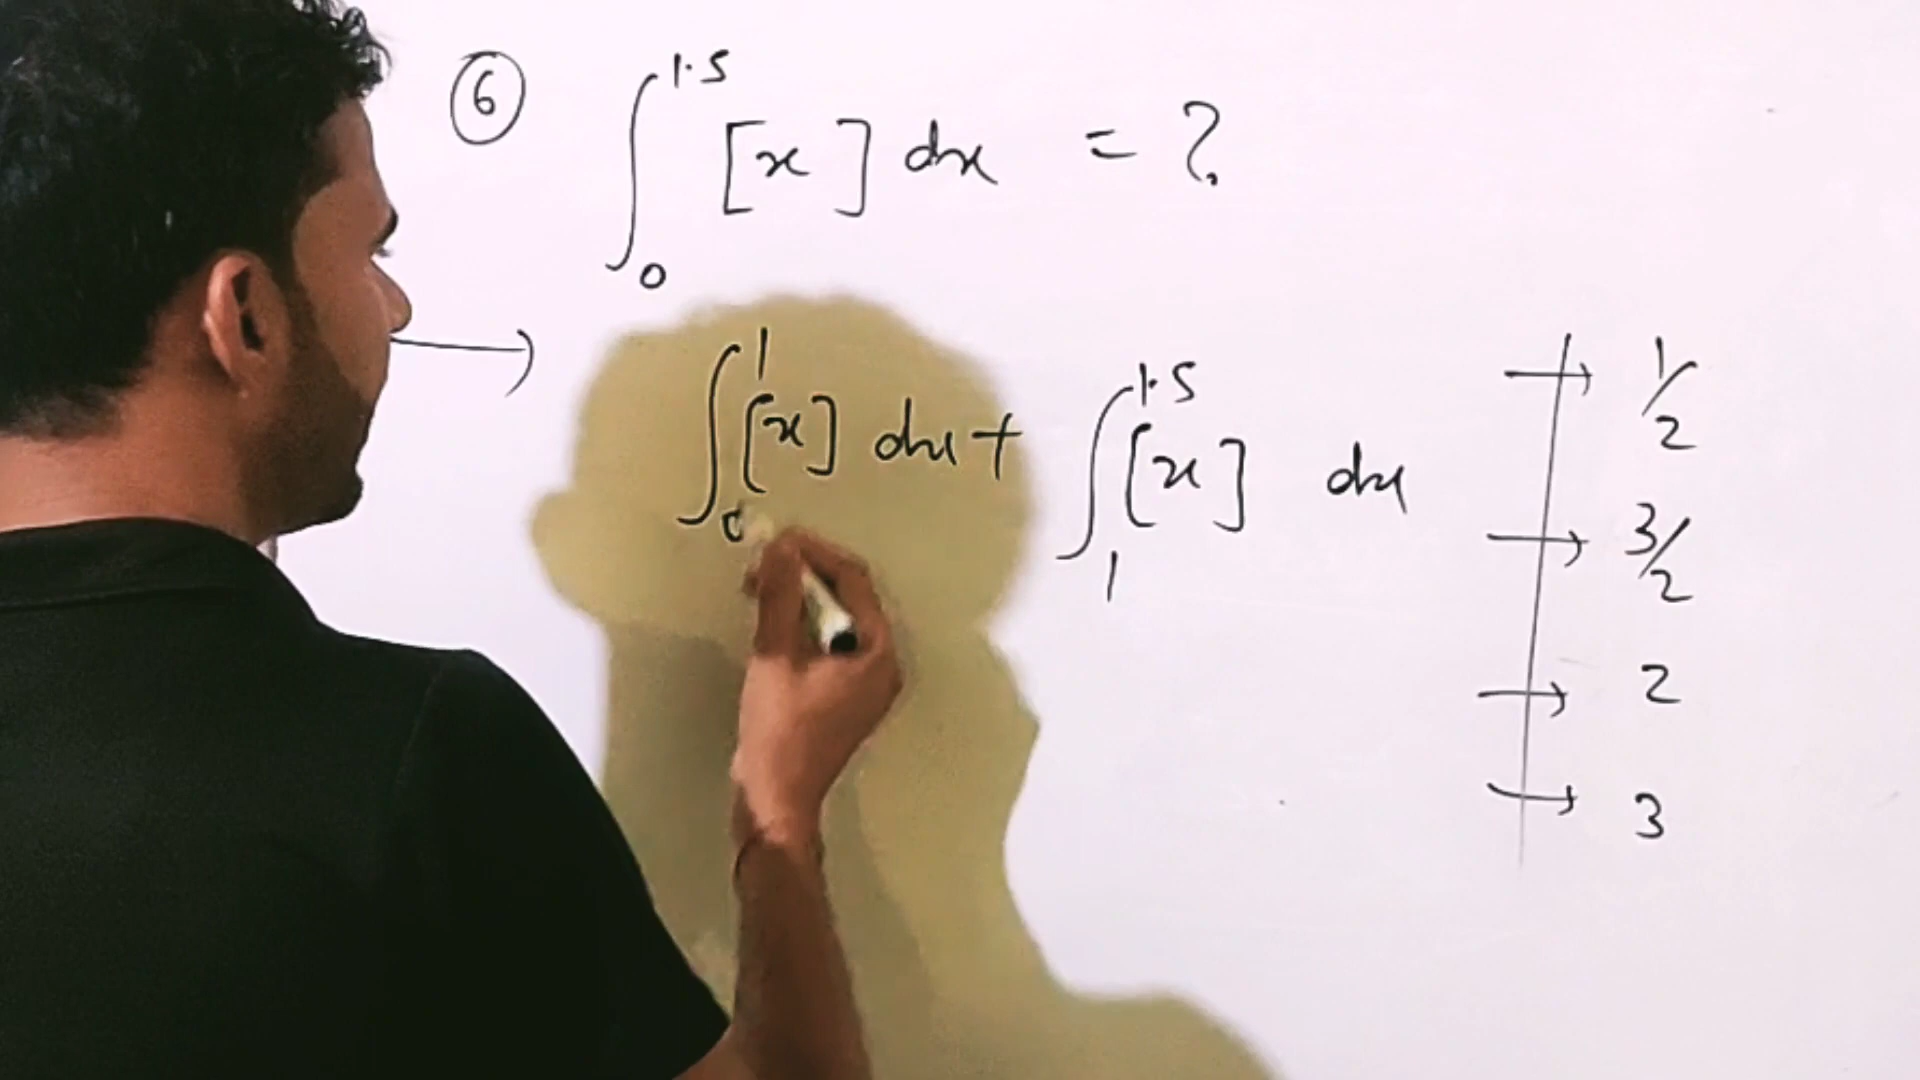 ⑥ ∫₀^1.5 [x] dx = ?
→ ∫₀^1 [x] dx + ∫₁^1.5 [x] dx
→ 1/2
→ 3/2
→ 2
→ 3